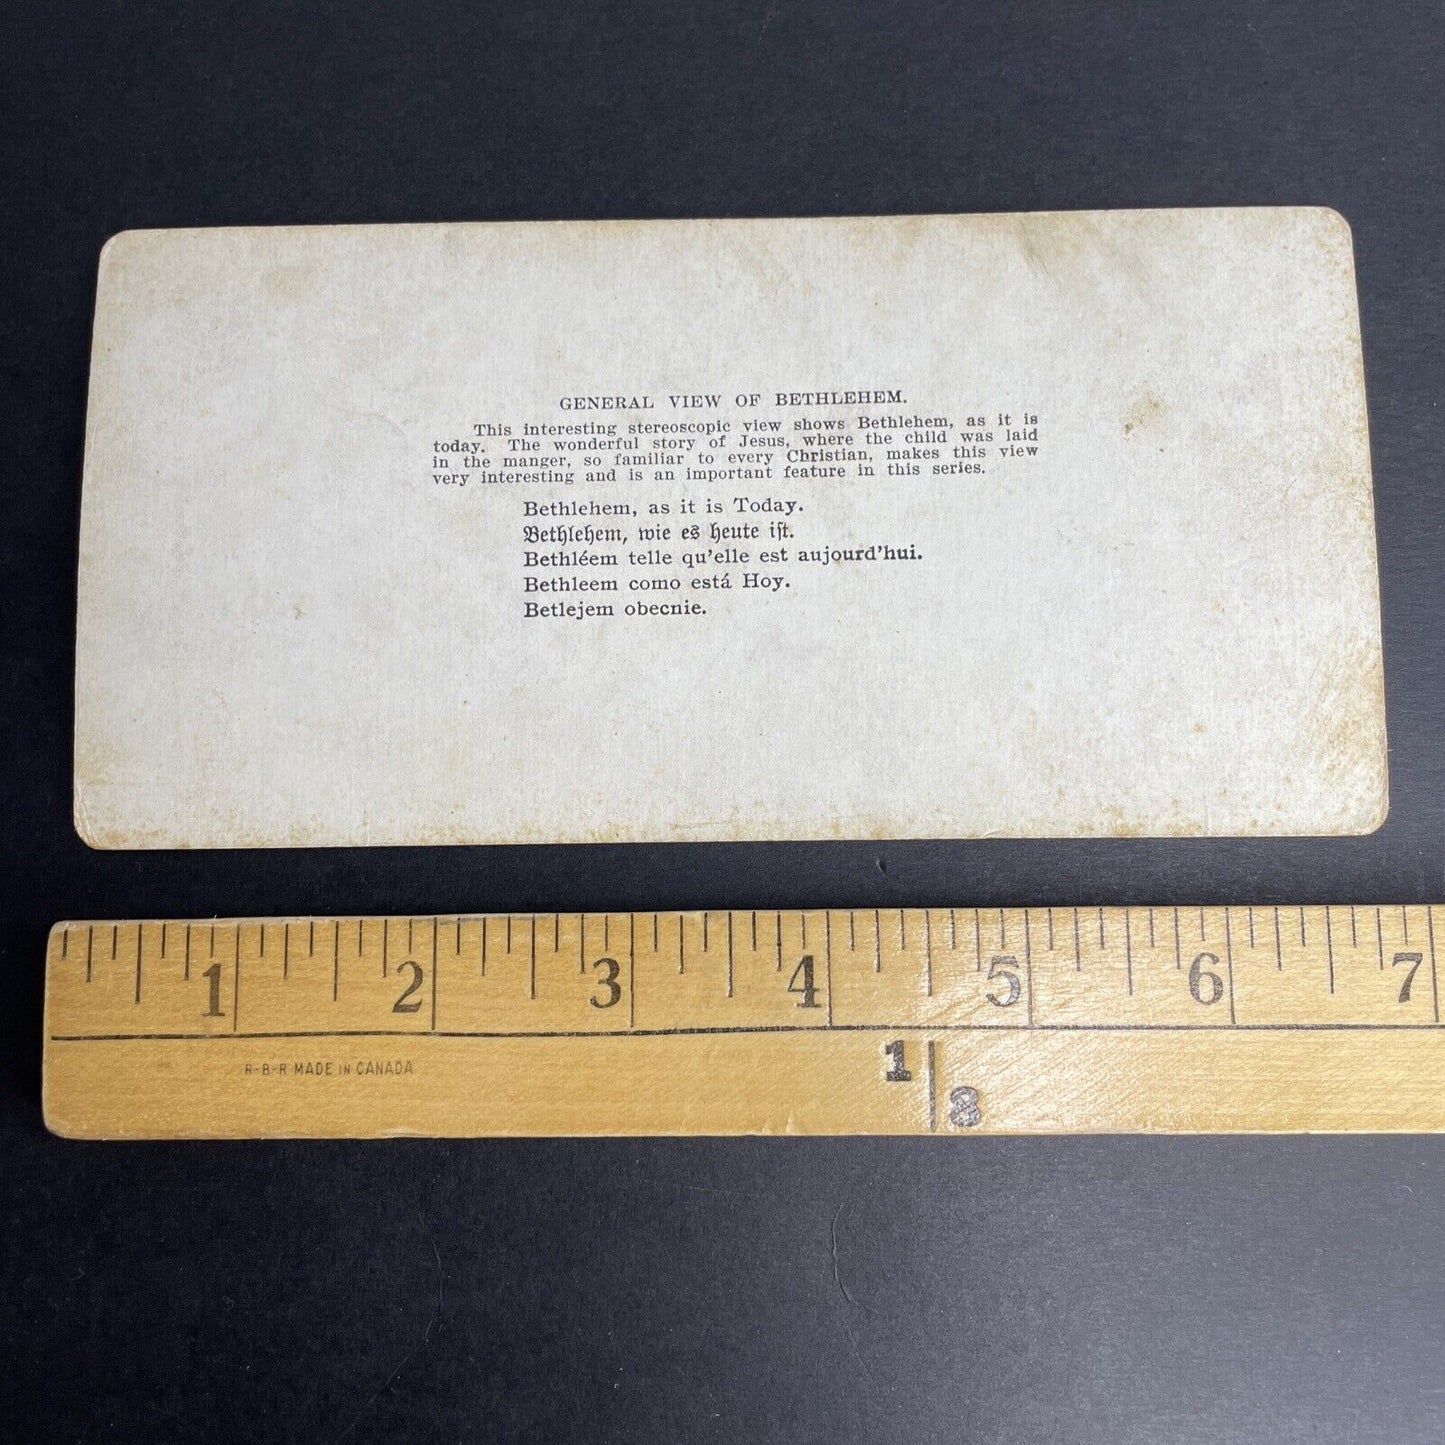 GENERAL VIEW OF BETHLEHEM.
This interesting stereoscopic view shows Bethlehem, as it is
today. The wonderful story of Jesus, where the child was laid
in the manger, so familiar to every Christian, makes this view
very interesting and is an important feature in this series.
Bethlehem, as it is Today.
Bethlehem, wie es heute iſt.
Bethléem telle qu'elle est aujourd'hui.
Bethleem como está Hoy.
Betlejem obecnie.
1 2 3 4 5 6 7
R-B-R MADE IN CANADA
1 8